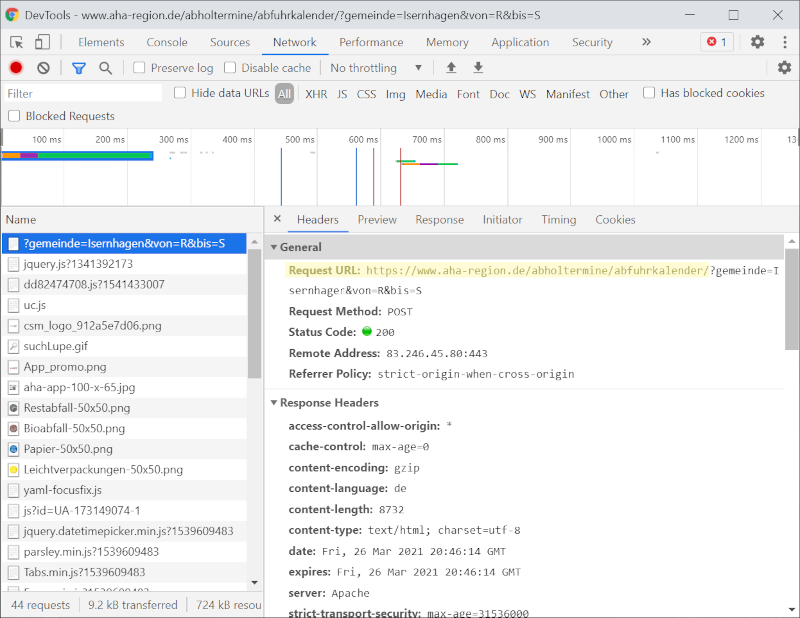 DevTools - www.aha-region.de/abholtermine/abfuhrkalender/?gemeinde=Isernhagen&von=R&bis=S
Elements Console Sources Network Performance Memory Application Security » 1
Preserve log Disable cache No throttling
Filter Hide data URLs All XHR JS CSS Img Media Font Doc WS Manifest Other Has blocked cookies
Blocked Requests
100 ms 200 ms 300 ms 400 ms 500 ms 600 ms 700 ms 800 ms 900 ms 1000 ms 1100 ms 1200 ms 13
Name
?gemeinde=Isernhagen&von=R&bis=S
jquery.js?1341392173
dd82474708.js?1541433007
uc.js
csm_logo_912a5e7d06.png
suchLupe.gif
App_promo.png
aha-app-100-x-65.jpg
Restabfall-50x50.png
Bioabfall-50x50.png
Papier-50x50.png
Leichtverpackungen-50x50.png
yaml-focusfix.js
js?id=UA-173149074-1
jquery.datetimepicker.min.js?1539609483
parsley.min.js?1539609483
Tabs.min.js?1539609483
44 requests 9.2 kB transferred 724 kB resou
× Headers Preview Response Initiator Timing Cookies
General
Request URL: https://www.aha-region.de/abholtermine/abfuhrkalender/?gemeinde=I
sernhagen&von=R&bis=S
Request Method: POST
Status Code: 200
Remote Address: 83.246.45.80:443
Referrer Policy: strict-origin-when-cross-origin
Response Headers
access-control-allow-origin: *
cache-control: max-age=0
content-encoding: gzip
content-language: de
content-length: 8732
content-type: text/html; charset=utf-8
date: Fri, 26 Mar 2021 20:46:14 GMT
expires: Fri, 26 Mar 2021 20:46:14 GMT
server: Apache
strict-transport-security: max-age=31536000